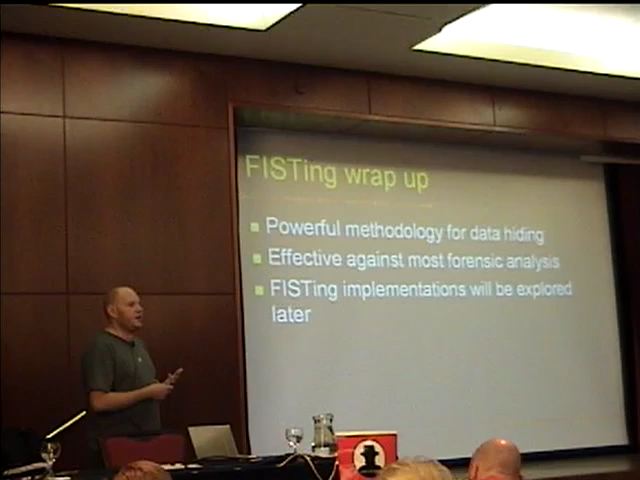 FISTing wrap up
Powerful methodology for data hiding
Effective against most forensic analysis
FISTing implementations will be explored
later